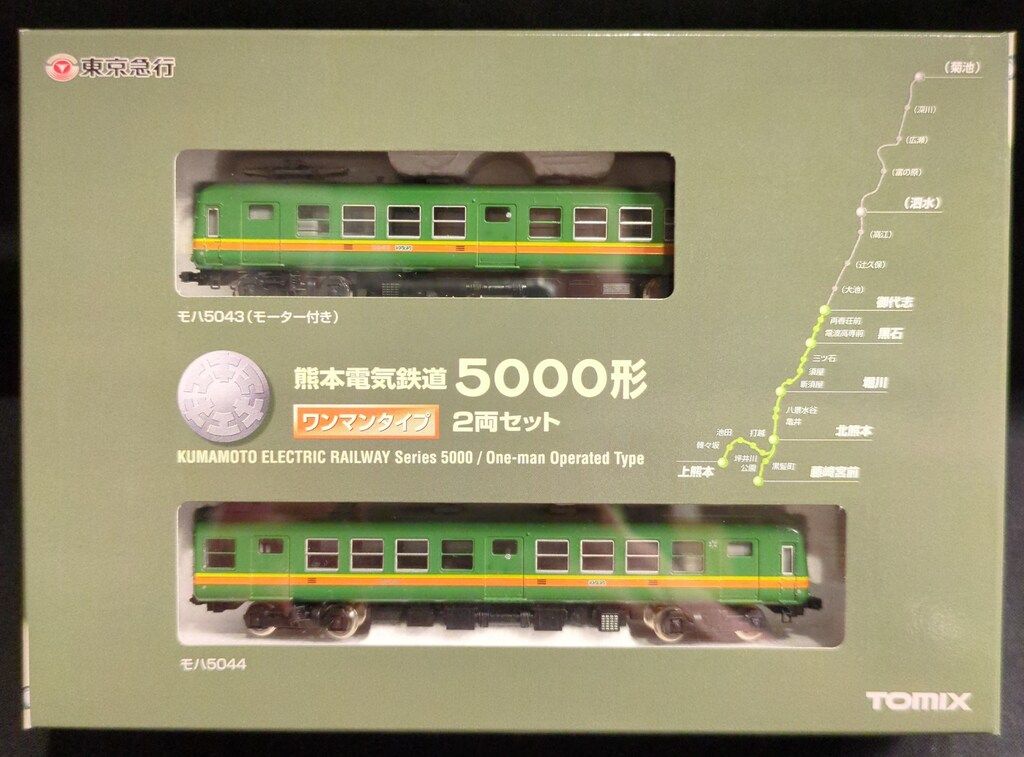 東京急行
(菊池)
(深川)
(広瀬)
(富の原)
(泗水)
(高江)
(辻久保)
(大池)
御代志
再春荘前
電波高専前
黒石
三ツ石
須屋
新須屋
堀川
八景水谷
亀井
北熊本
池田
打越
韓々坂
坪井川
公園
黒髪町
上熊本
藤崎宮前
モハ5043(モーター付き)
熊本電気鉄道 5000形
ワンマンタイプ 2両セット
KUMAMOTO ELECTRIC RAILWAY Series 5000 / One-man Operated Type
モハ5044
TOMIX